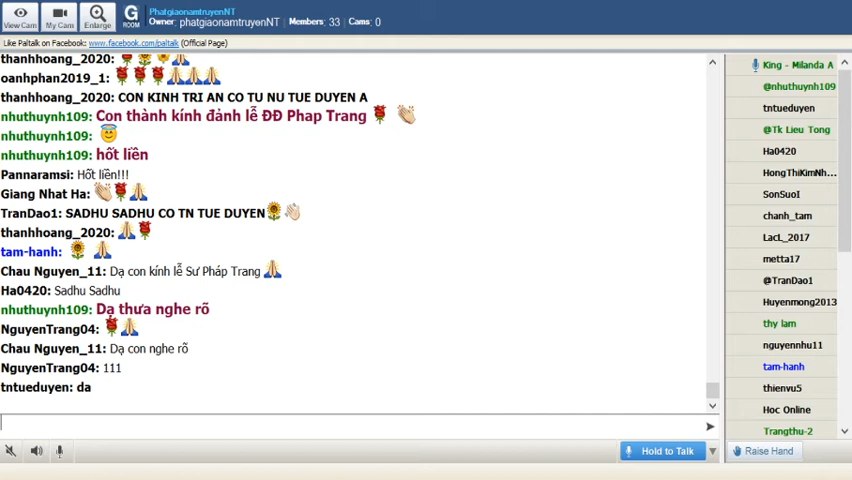 View Cam
My Cam
Enlarge
G
ROOM
PhatgiaonamtruyenNT
Owner: phatgiaonamtruyenNT Members: 33 Cams: 0
Like Paltalk on Facebook: www.facebook.com/paltalk (Official Page)
thanhhoang_2020:
oanhphan2019_1:
thanhhoang_2020: CON KINH TRI AN CO TU NU TUE DUYEN A
nhuthuynh109: Con thành kính đảnh lễ ĐĐ Phap Trang
nhuthuynh109:
nhuthuynh109: hốt liền
Pannaramsi: Hốt liền!!!
Giang Nhat Ha:
TranDao1: SADHU SADHU CO TN TUE DUYEN
thanhhoang_2020:
tam-hanh:
Chau Nguyen_11: Dạ con kính lễ Sư Pháp Trang
Ha0420: Sadhu Sadhu
nhuthuynh109: Dạ thưa nghe rõ
NguyenTrang04:
Chau Nguyen_11: Dạ con nghe rõ
NguyenTrang04: 111
tntueduyen: da
King - Milanda A
@nhuthuynh109
tntueduyen
@Tk Lieu Tong
Ha0420
HongThiKimNh...
SonSuoI
chanh_tam
LacL_2017
metta17
@TranDao1
Huyenmong2013
thy lam
nguyennhu11
tam-hanh
thienvu5
Hoc Online
Trangthu-2
Hold to Talk
Raise Hand